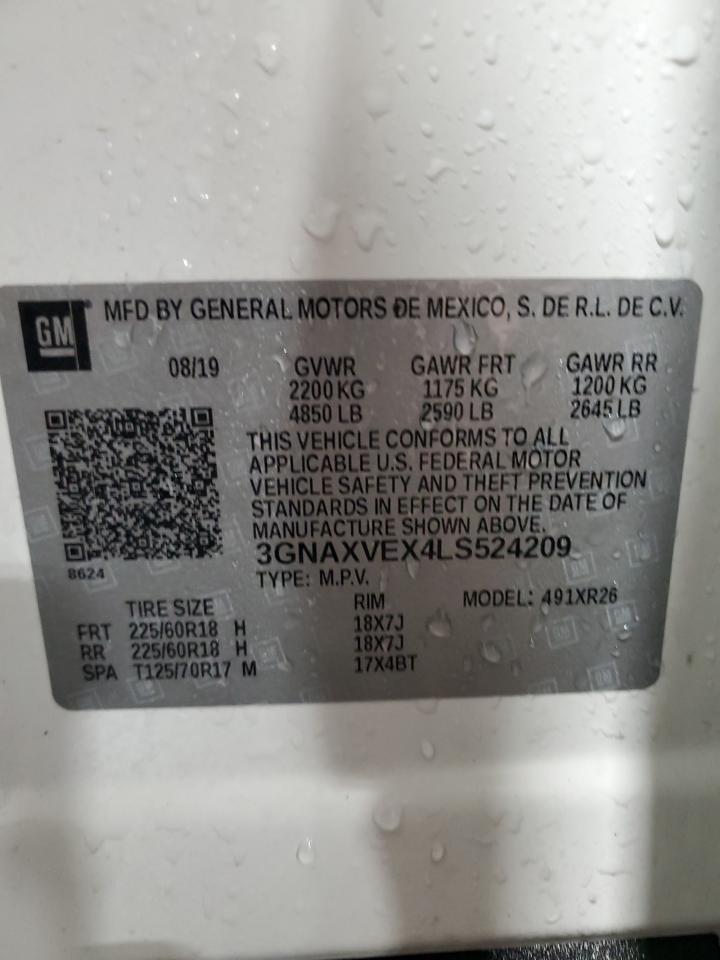 GM
MFD BY GENERAL MOTORS DE MEXICO, S. DE R.L. DE C.V.
08/19 GVWR GAWR FRT GAWR RR
2200 KG 1175 KG 1200 KG
4850 LB 2590 LB 2645 LB
THIS VEHICLE CONFORMS TO ALL
APPLICABLE U.S. FEDERAL MOTOR
VEHICLE SAFETY AND THEFT PREVENTION
STANDARDS IN EFFECT ON THE DATE OF
MANUFACTURE SHOWN ABOVE.
3GNAXVEX4LS524209
8624
TYPE: M.P.V.
TIRE SIZE RIM MODEL: 491XR26
FRT 225/60R18 H 18X7J
RR 225/60R18 H 18X7J
SPA T125/70R17 M 17X4BT